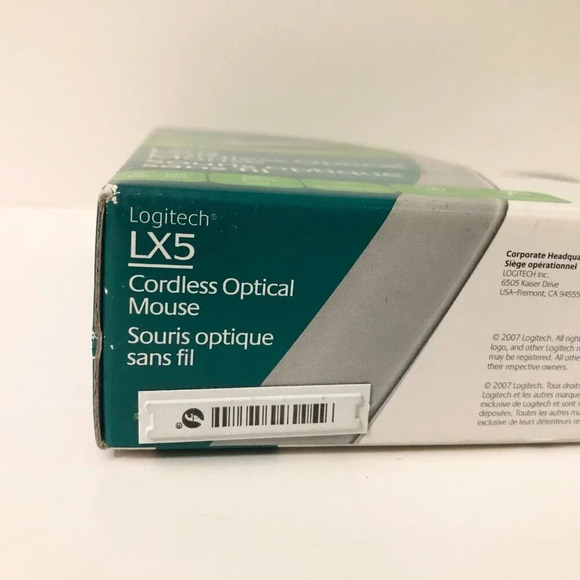 Logitech®
LX5
Cordless Optical
Mouse
Souris optique
sans fil
Corporate Headqua
Siège opérationnel
LOGITECH Inc.
6505 Kaiser Drive
USA–Fremont, CA 94555
© 2007 Logitech. All righ
logo, and other Logitech m
may be registered. All othe
their respective owners.
© 2007 Logitech. Tous droits
Logitech et les autres marque
exclusive de Logitech et sont
déposées. Toutes les autres ma
exclusive de leurs détenteurs re